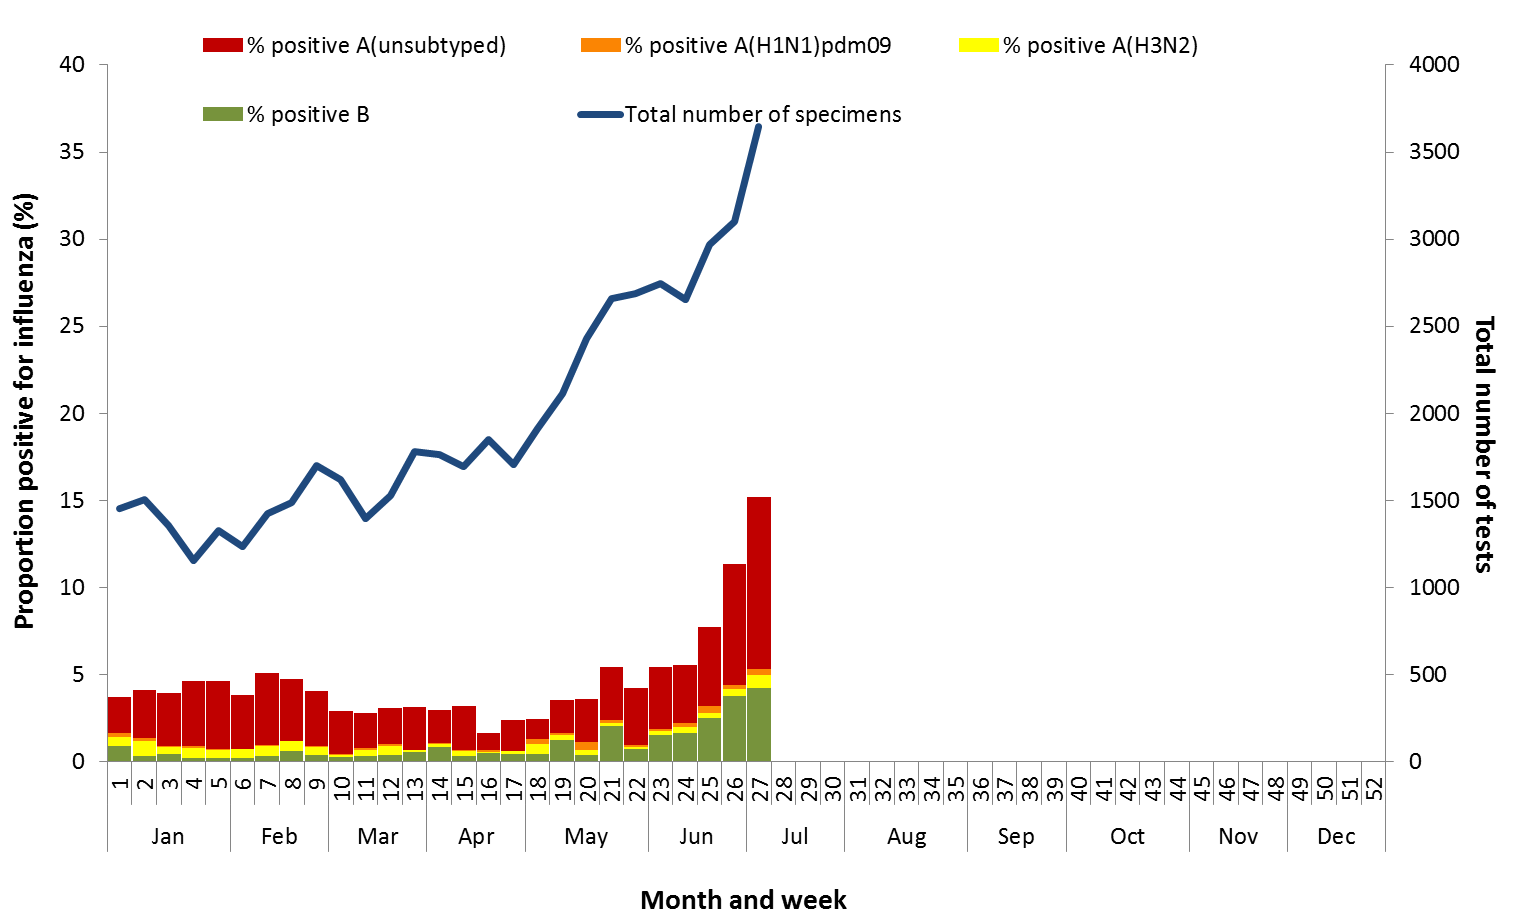 % positive A(unsubtyped) % positive A(H1N1)pdm09 % positive A(H3N2)
% positive B Total number of specimens
Proportion positive for influenza (%)
40
35
30
25
20
15
10
5
0
4000
3500
3000
2500
2000
1500
1000
500
0
Total number of tests
1 2 3 4 5 6 7 8 9 10 11 12 13 14 15 16 17 18 19 20 21 22 23 24 25 26 27 28 29 30 31 32 33 34 35 36 37 38 39 40 41 42 43 44 45 46 47 48 49 50 51 52
Jan Feb Mar Apr May Jun Jul Aug Sep Oct Nov Dec
Month and week